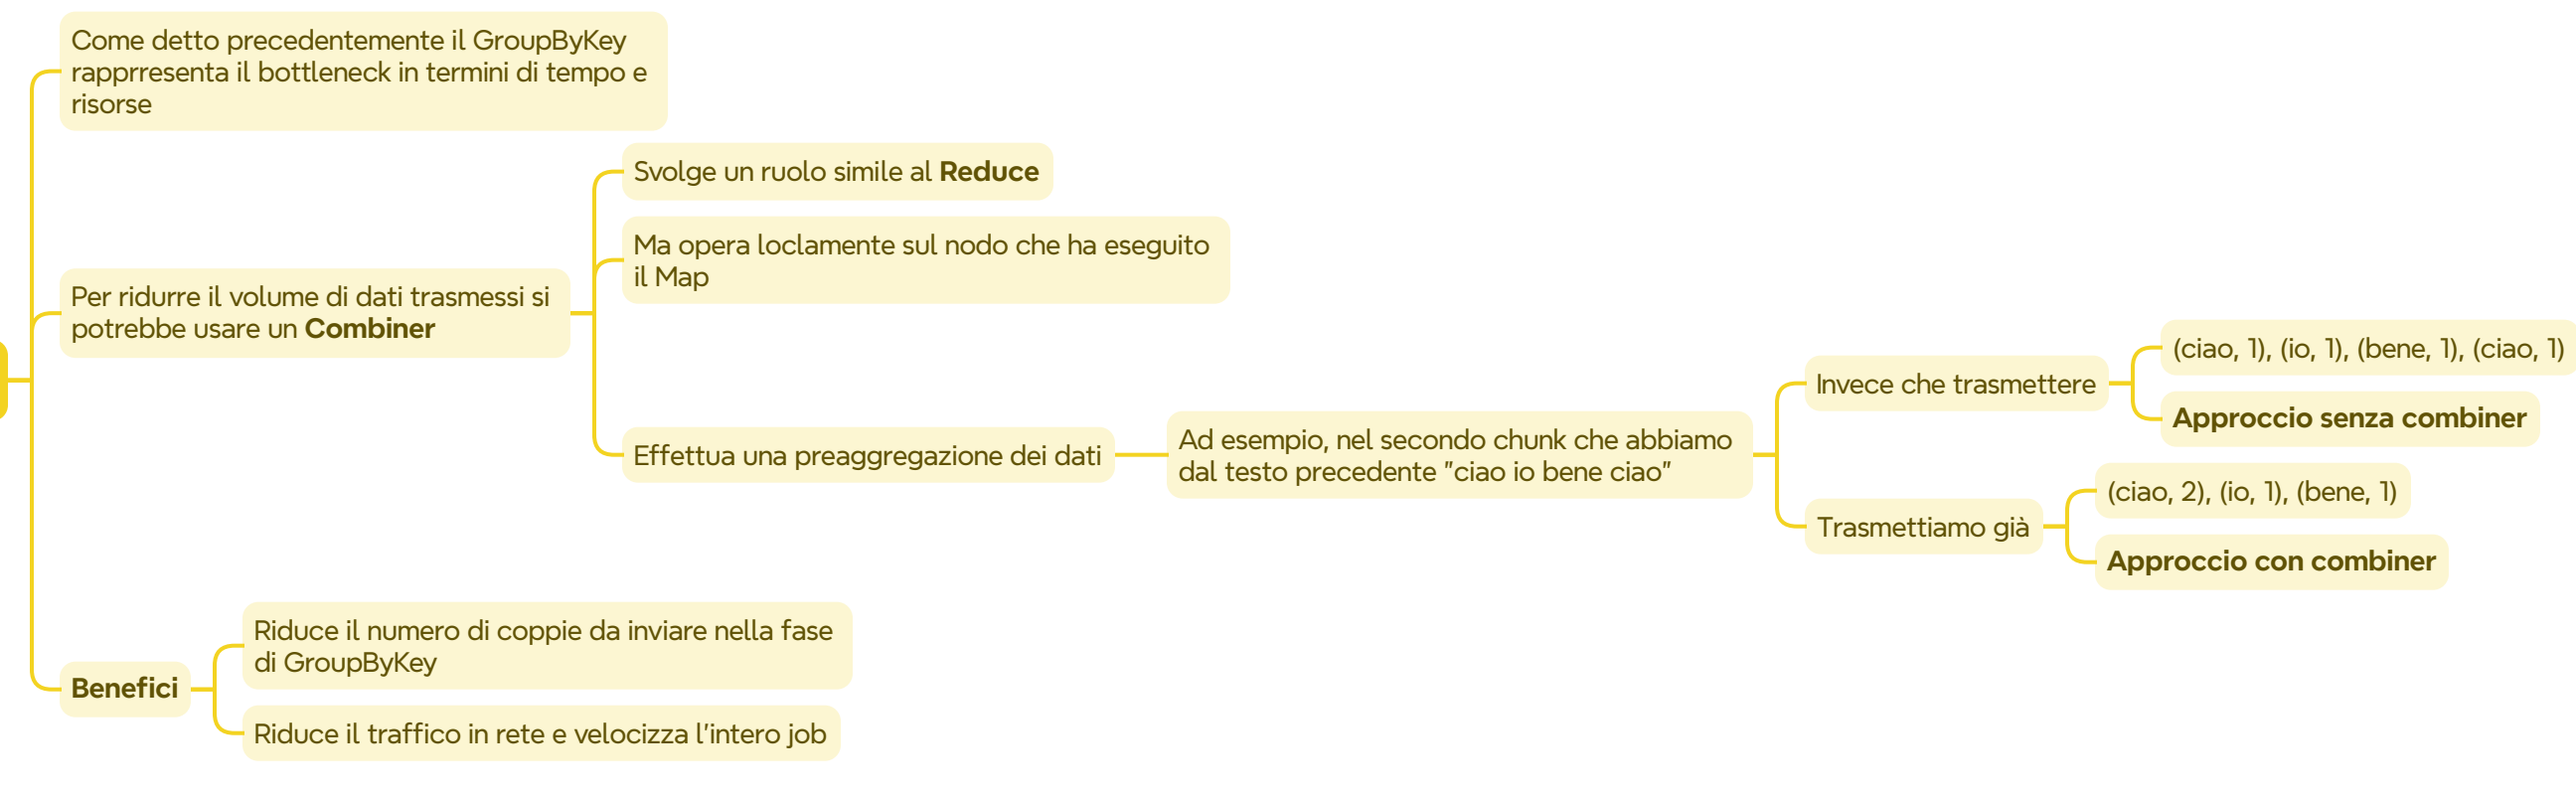 Come detto precedentemente il GroupByKey
rapprresenta il bottleneck in termini di tempo e
risorse
Per ridurre il volume di dati trasmessi si
potrebbe usare un Combiner
Svolge un ruolo simile al Reduce
Ma opera loclamente sul nodo che ha eseguito
il Map
Effettua una preaggregazione dei dati
Ad esempio, nel secondo chunk che abbiamo
dal testo precedente "ciao io bene ciao"
Invece che trasmettere
(ciao, 1), (io, 1), (bene, 1), (ciao, 1)
Approccio senza combiner
Trasmettiamo già
(ciao, 2), (io, 1), (bene, 1)
Approccio con combiner
Benefici
Riduce il numero di coppie da inviare nella fase
di GroupByKey
Riduce il traffico in rete e velocizza l'intero job